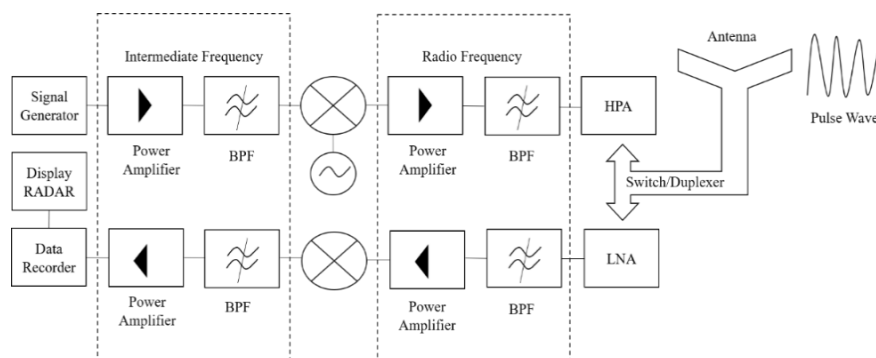 Intermediate Frequency
Radio Frequency
Antenna
Signal
Generator
HPA
Pulse Wave
Power
Amplifier
BPF
Power
Amplifier
BPF
Display
RADAR
Switch/Duplexer
Data
Recorder
LNA
Power
Amplifier
BPF
Power
Amplifier
BPF